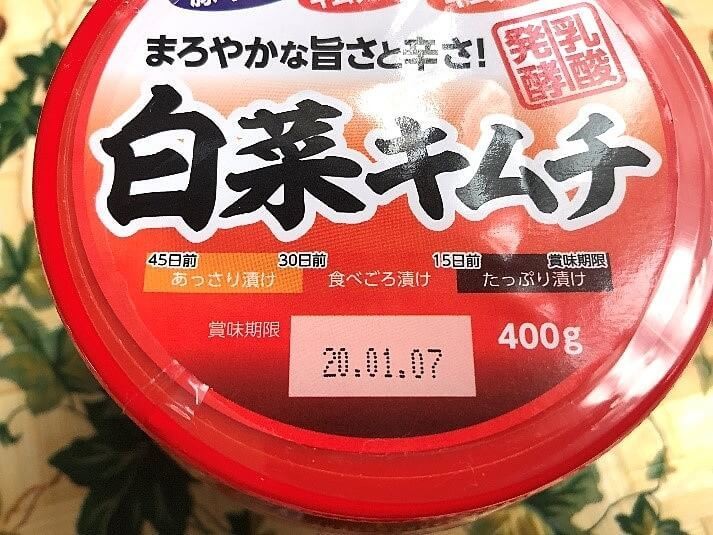 まろやかな旨さと辛さ!
乳酸
発酵
白菜キムチ
45日前 30日前 15日前 賞味期限
あっさり漬け 食べごろ漬け たっぷり漬け
賞味期限 20.01.07 400g